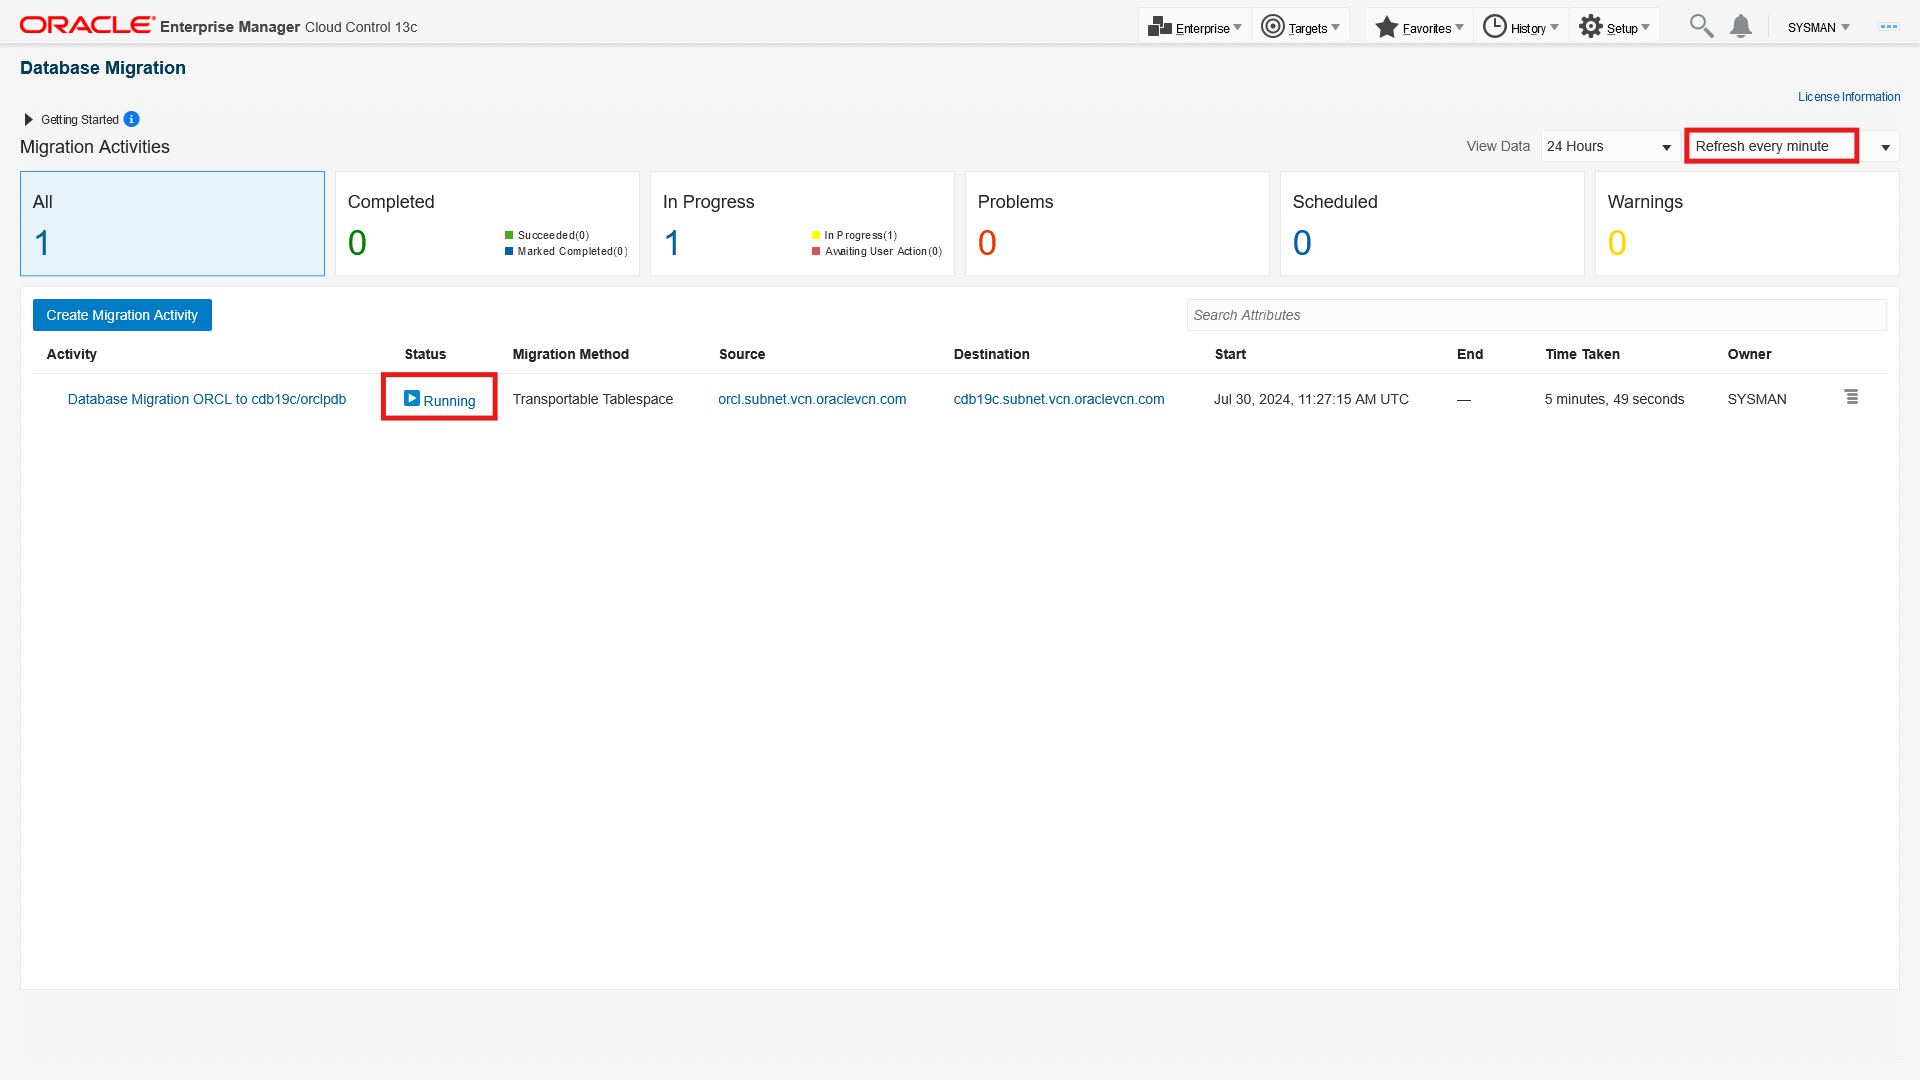 ORACLE Enterprise Manager Cloud Control 13c
Enterprise Targets Favorites History Setup SYSMAN
Database Migration
License Information
Getting Started
Migration Activities
View Data 24 Hours Refresh every minute
All Completed In Progress Problems Scheduled Warnings
1 0 Succeeded(0) 1 In Progress(1) 0 0 0
Marked Completed(0) Awaiting User Action(0)
Create Migration Activity Search Attributes
Activity Status Migration Method Source Destination Start End Time Taken Owner
Database Migration ORCL to cdb19c/orclpdb Running Transportable Tablespace orcl.subnet.vcn.oraclevcn.com cdb19c.subnet.vcn.oraclevcn.com Jul 30, 2024, 11:27:15 AM UTC — 5 minutes, 49 seconds SYSMAN